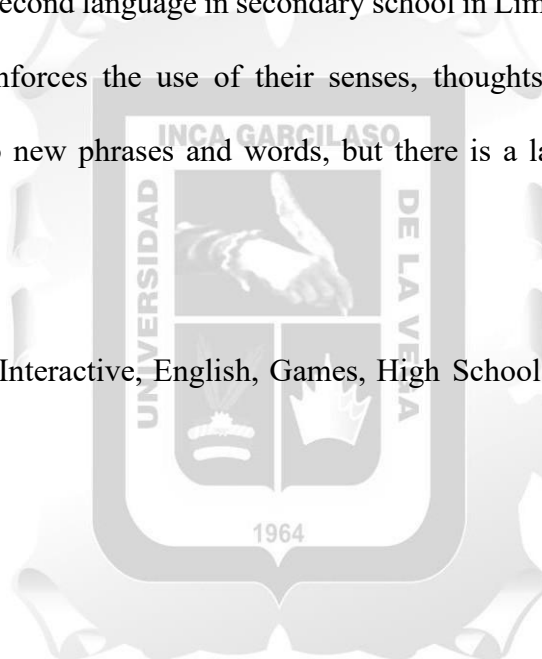 econd language in secondary school in Lim
nforces the use of their senses, thoughts
INCA GARCILASO
new phrases and words, but there is a la
UNIVERSIDAD
DE LA VEGA
Interactive, English, Games, High School
1964